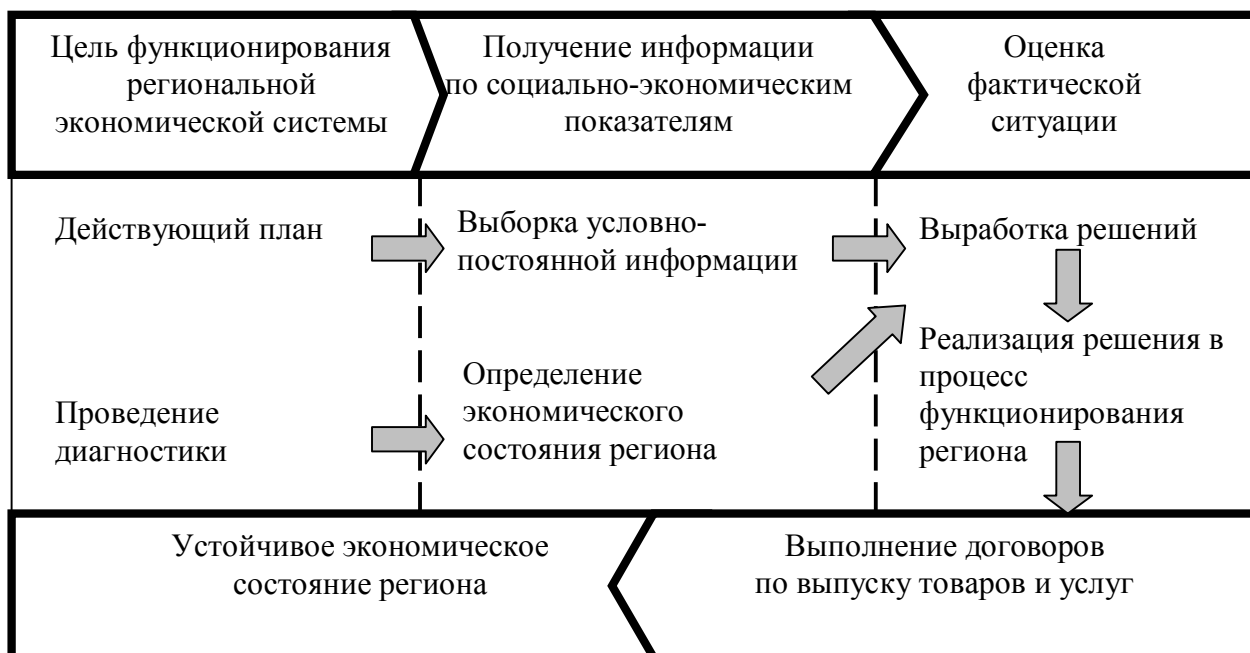 Цель функционирования
региональной
экономической системы
Получение информации
по социально-экономическим
показателям
Оценка
фактической
ситуации
Действующий план
Выборка условно-
постоянной информации
Выработка решений
Проведение
диагностики
Определение
экономического
состояния региона
Реализация решения в
процесс
функционирования
региона
Устойчивое экономическое
состояние региона
Выполнение договоров
по выпуску товаров и услуг